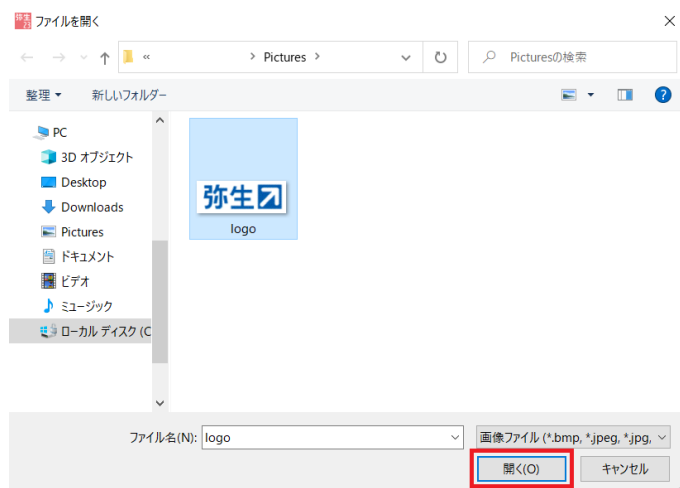 弥生 23 ファイルを開く
« > Pictures >
Picturesの検索
整理 新しいフォルダー
PC
3D オブジェクト
Desktop
Downloads
Pictures
ドキュメント
ビデオ
ミュージック
ローカル ディスク (C
弥生
logo
ファイル名(N): logo
画像ファイル (*.bmp, *.jpeg, *.jpg,
開く(O) キャンセル